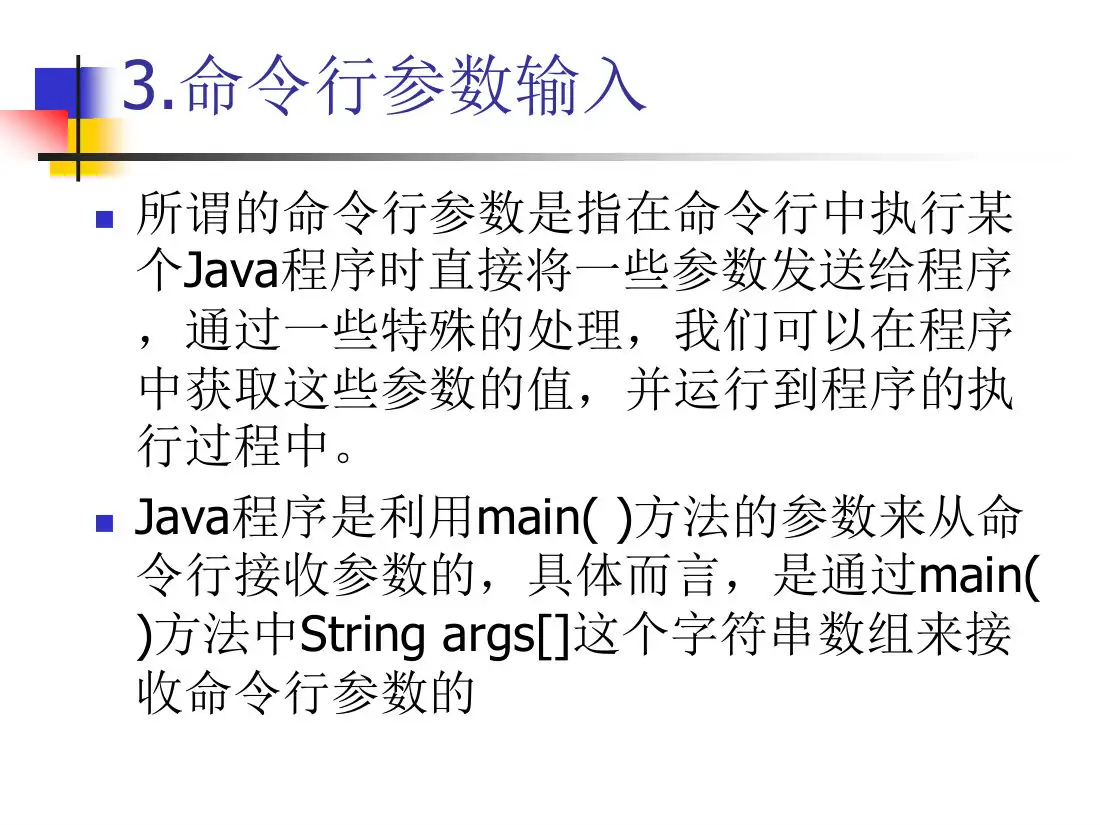 3.命令行参数输入
所谓的命令行参数是指在命令行中执行某
个Java程序时直接将一些参数发送给程序
，通过一些特殊的处理，我们可以在程序
中获取这些参数的值，并运行到程序的执
行过程中。
Java程序是利用main( )方法的参数来从命
令行接收参数的，具体而言，是通过main(
)方法中String args[]这个字符串数组来接
收命令行参数的